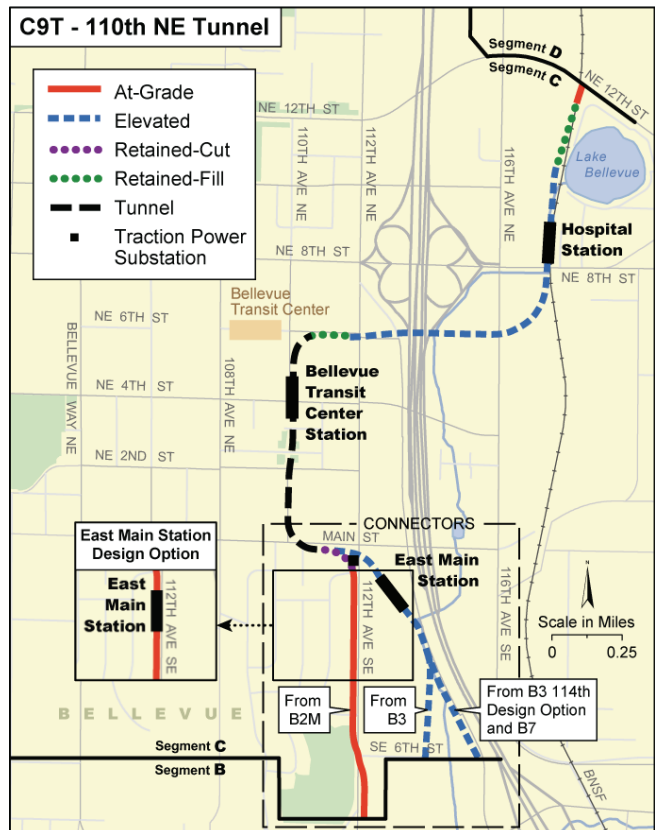 C9T - 110th NE Tunnel
At-Grade
Elevated
Retained-Cut
Retained-Fill
Tunnel
Traction Power
Substation
Segment D
Segment C
NE 12TH ST
NE 12TH ST
110TH AVE NE
112TH AVE NE
116TH AVE NE
Lake
Bellevue
Hospital
Station
NE 8TH ST
NE 8TH ST
Bellevue
Transit Center
NE 6TH ST
BELLEVUE WAY NE
108TH AVE NE
NE 4TH ST
Bellevue
Transit
Center
Station
NE 2ND ST
CONNECTORS
MAIN ST
East Main Station
Design Option
East
Main
Station
112TH AVE SE
East Main
Station
112TH AVE SE
116TH AVE SE
Scale in Miles
0 0.25
From
B2M
From
B3
From B3 114th
Design Option
and B7
BELLEVUE
SE 6TH ST
Segment C
Segment B
BNSF